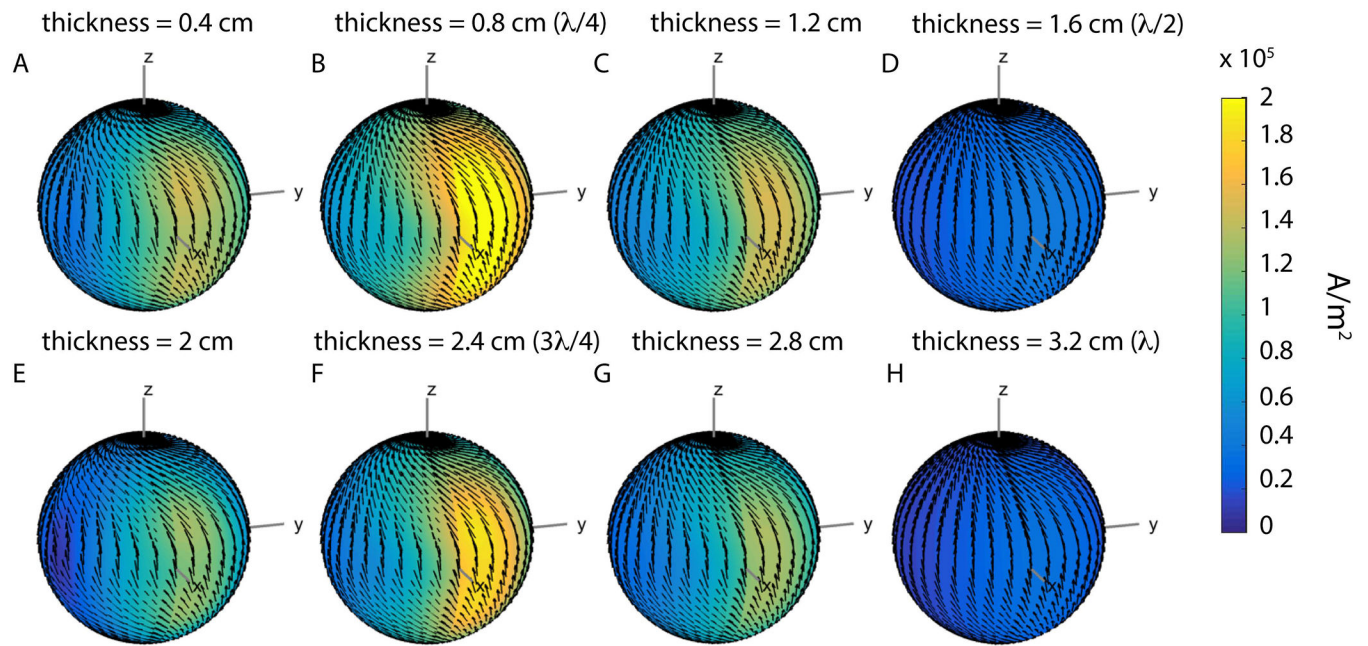 thickness = 0.4 cm
thickness = 0.8 cm (λ/4)
thickness = 1.2 cm
thickness = 1.6 cm (λ/2)
A
B
C
D
z
z
z
z
y
y
y
y
x
x
x
x
thickness = 2 cm
thickness = 2.4 cm (3λ/4)
thickness = 2.8 cm
thickness = 3.2 cm (λ)
E
F
G
H
z
z
z
z
y
y
y
y
x
x
x
x
x 10⁵
2
1.8
1.6
1.4
1.2
1
0.8
0.6
0.4
0.2
0
A/m²